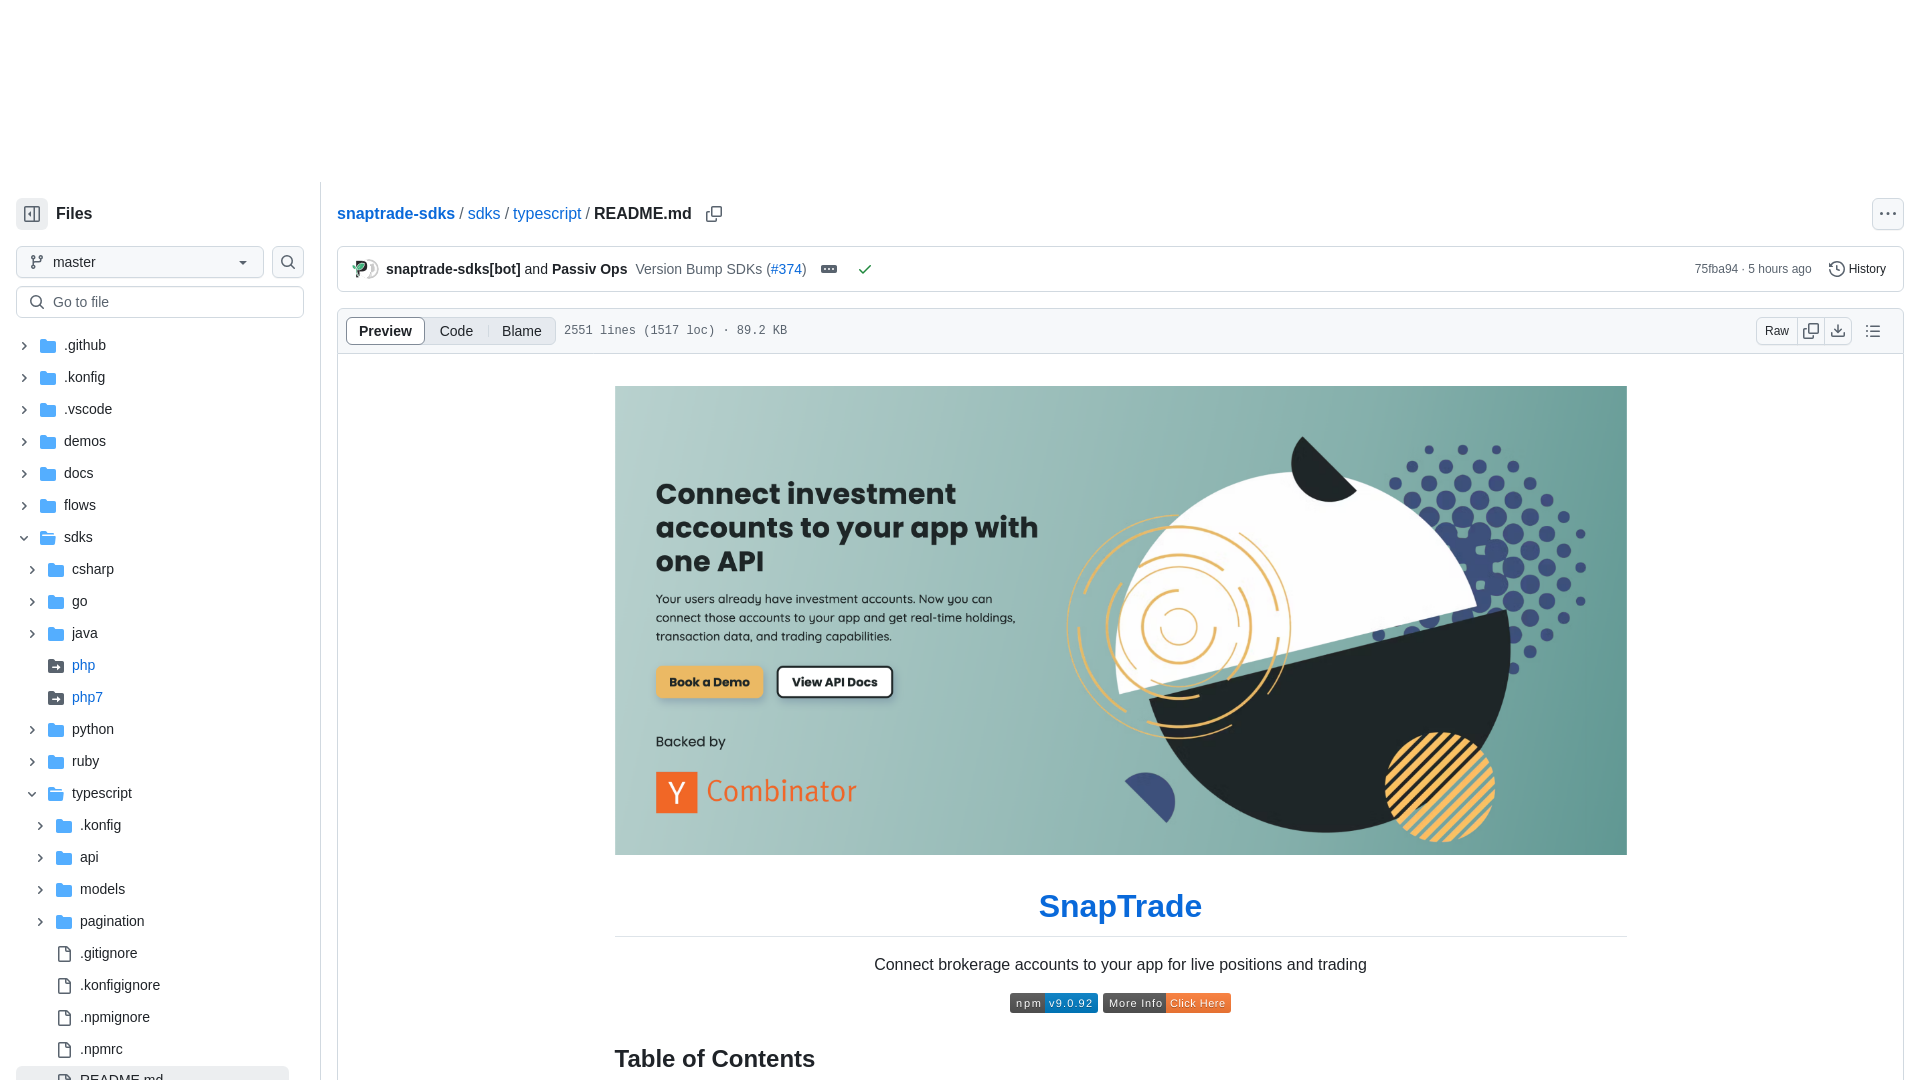 Files
master
Go to file
.github
.konfig
.vscode
demos
docs
flows
sdks
csharp
go
java
php
php7
python
ruby
typescript
.konfig
api
models
pagination
.gitignore
.konfigignore
.npmignore
.npmrc
README.md
snaptrade-sdks / sdks / typescript / README.md
snaptrade-sdks[bot] and Passiv Ops Version Bump SDKs (#374)
75fba94 · 5 hours ago
History
Preview Code Blame 2551 lines (1517 loc) · 89.2 KB
Raw
Connect investment
accounts to your app with
one API
Your users already have investment accounts. Now you can
connect those accounts to your app and get real-time holdings,
transaction data, and trading capabilities.
Book a Demo View API Docs
Backed by
Y Combinator
SnapTrade
Connect brokerage accounts to your app for live positions and trading
npm v9.0.92 More Info Click Here
Table of Contents